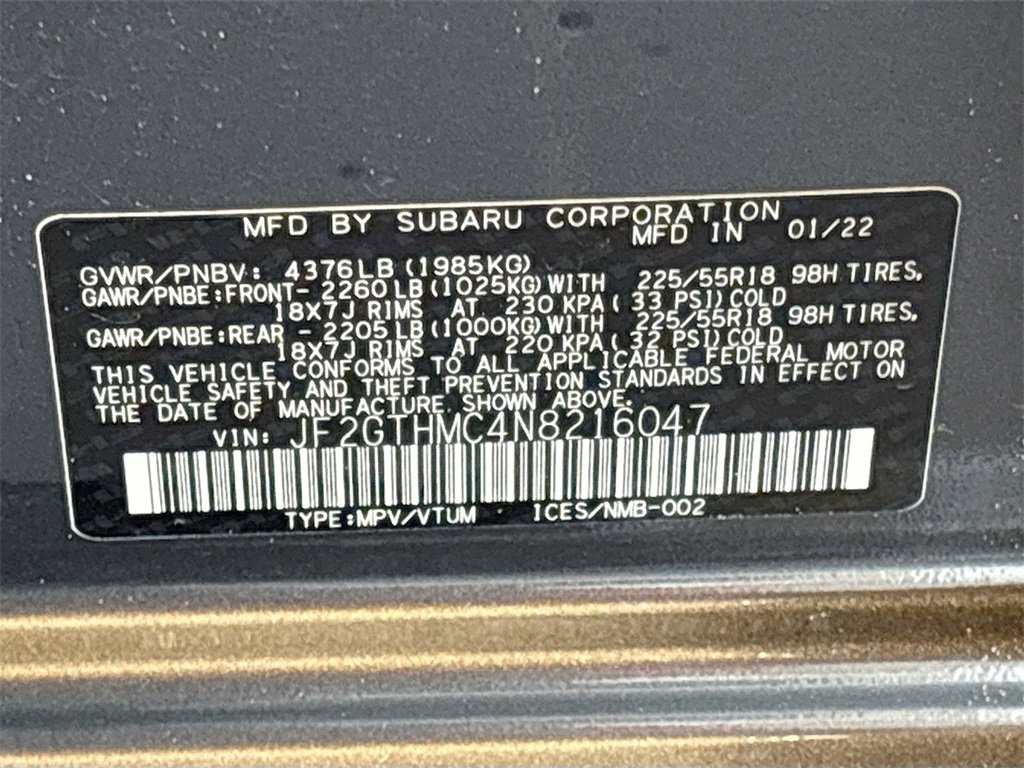 MFD BY SUBARU CORPORATION
MFD IN 01/22
GVWR/PNBV: 4376LB (1985KG)
GAWR/PNBE:FRONT- 2260LB (1025KG)WITH 225/55R18 98H TIRES,
18X7J RIMS AT 230 KPA( 33 PSI)COLD
GAWR/PNBE:REAR - 2205LB (1000KG)WITH 225/55R18 98H TIRES,
18X7J RIMS AT 220 KPA( 32 PSI)COLD
THIS VEHICLE CONFORMS TO ALL APPLICABLE FEDERAL MOTOR
VEHICLE SAFETY AND THEFT PREVENTION STANDARDS IN EFFECT ON
THE DATE OF MANUFACTURE SHOWN ABOVE.
VIN: JF2GTHMC4N8216047
TYPE:MPV/VTUM ICES/NMB-002